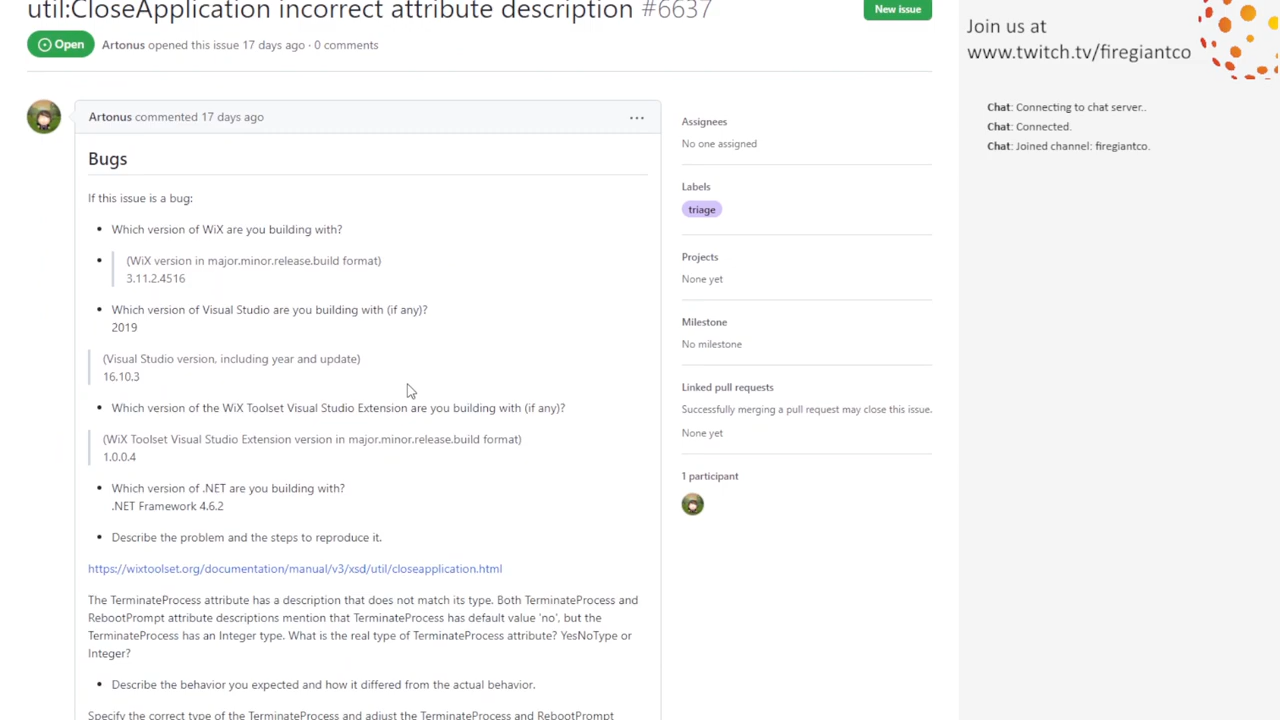 util:CloseApplication incorrect attribute description #6637
New issue
Open
Artonus opened this issue 17 days ago · 0 comments
Artonus commented 17 days ago
Bugs
If this issue is a bug:
• Which version of WiX are you building with?
• (WiX version in major.minor.release.build format)
3.11.2.4516
• Which version of Visual Studio are you building with (if any)?
2019
(Visual Studio version, including year and update)
16.10.3
• Which version of the WiX Toolset Visual Studio Extension are you building with (if any)?
(WiX Toolset Visual Studio Extension version in major.minor.release.build format)
1.0.0.4
• Which version of .NET are you building with?
.NET Framework 4.6.2
• Describe the problem and the steps to reproduce it.
https://wixtoolset.org/documentation/manual/v3/xsd/util/closeapplication.html
The TerminateProcess attribute has a description that does not match its type. Both TerminateProcess and
RebootPrompt attribute descriptions mention that TerminateProcess has default value 'no', but the
TerminateProcess has an Integer type. What is the real type of TerminateProcess attribute? YesNoType or
Integer?
• Describe the behavior you expected and how it differed from the actual behavior.
Specify the correct type of the TerminateProcess and adjust the TerminateProcess and RebootPrompt
Assignees
No one assigned
Labels
triage
Projects
None yet
Milestone
No milestone
Linked pull requests
Successfully merging a pull request may close this issue.
None yet
1 participant
Join us at
www.twitch.tv/firegiantco
Chat: Connecting to chat server..
Chat: Connected.
Chat: Joined channel: firegiantco.